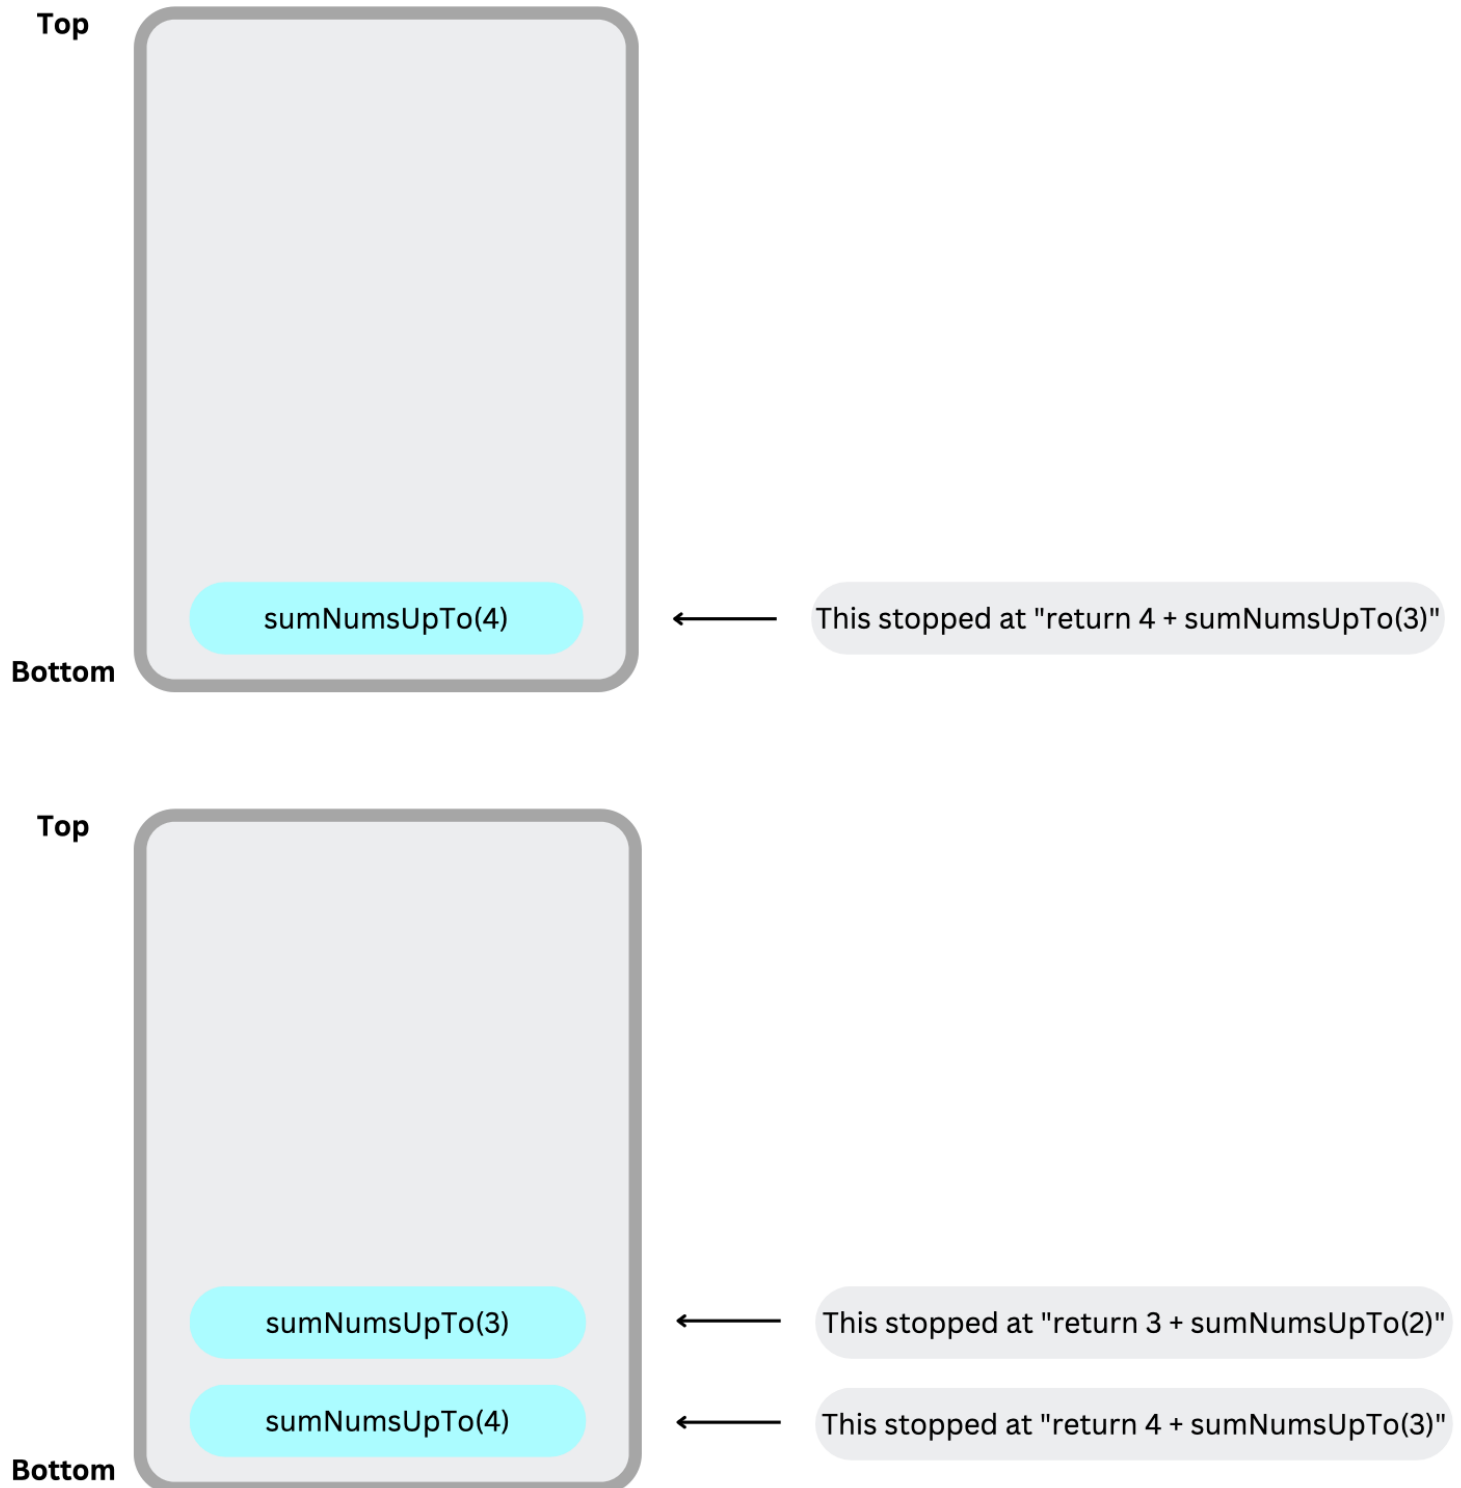 Top
sumNumsUpTo(4)
This stopped at "return 4 + sumNumsUpTo(3)"
Bottom
Top
sumNumsUpTo(3)
This stopped at "return 3 + sumNumsUpTo(2)"
sumNumsUpTo(4)
This stopped at "return 4 + sumNumsUpTo(3)"
Bottom